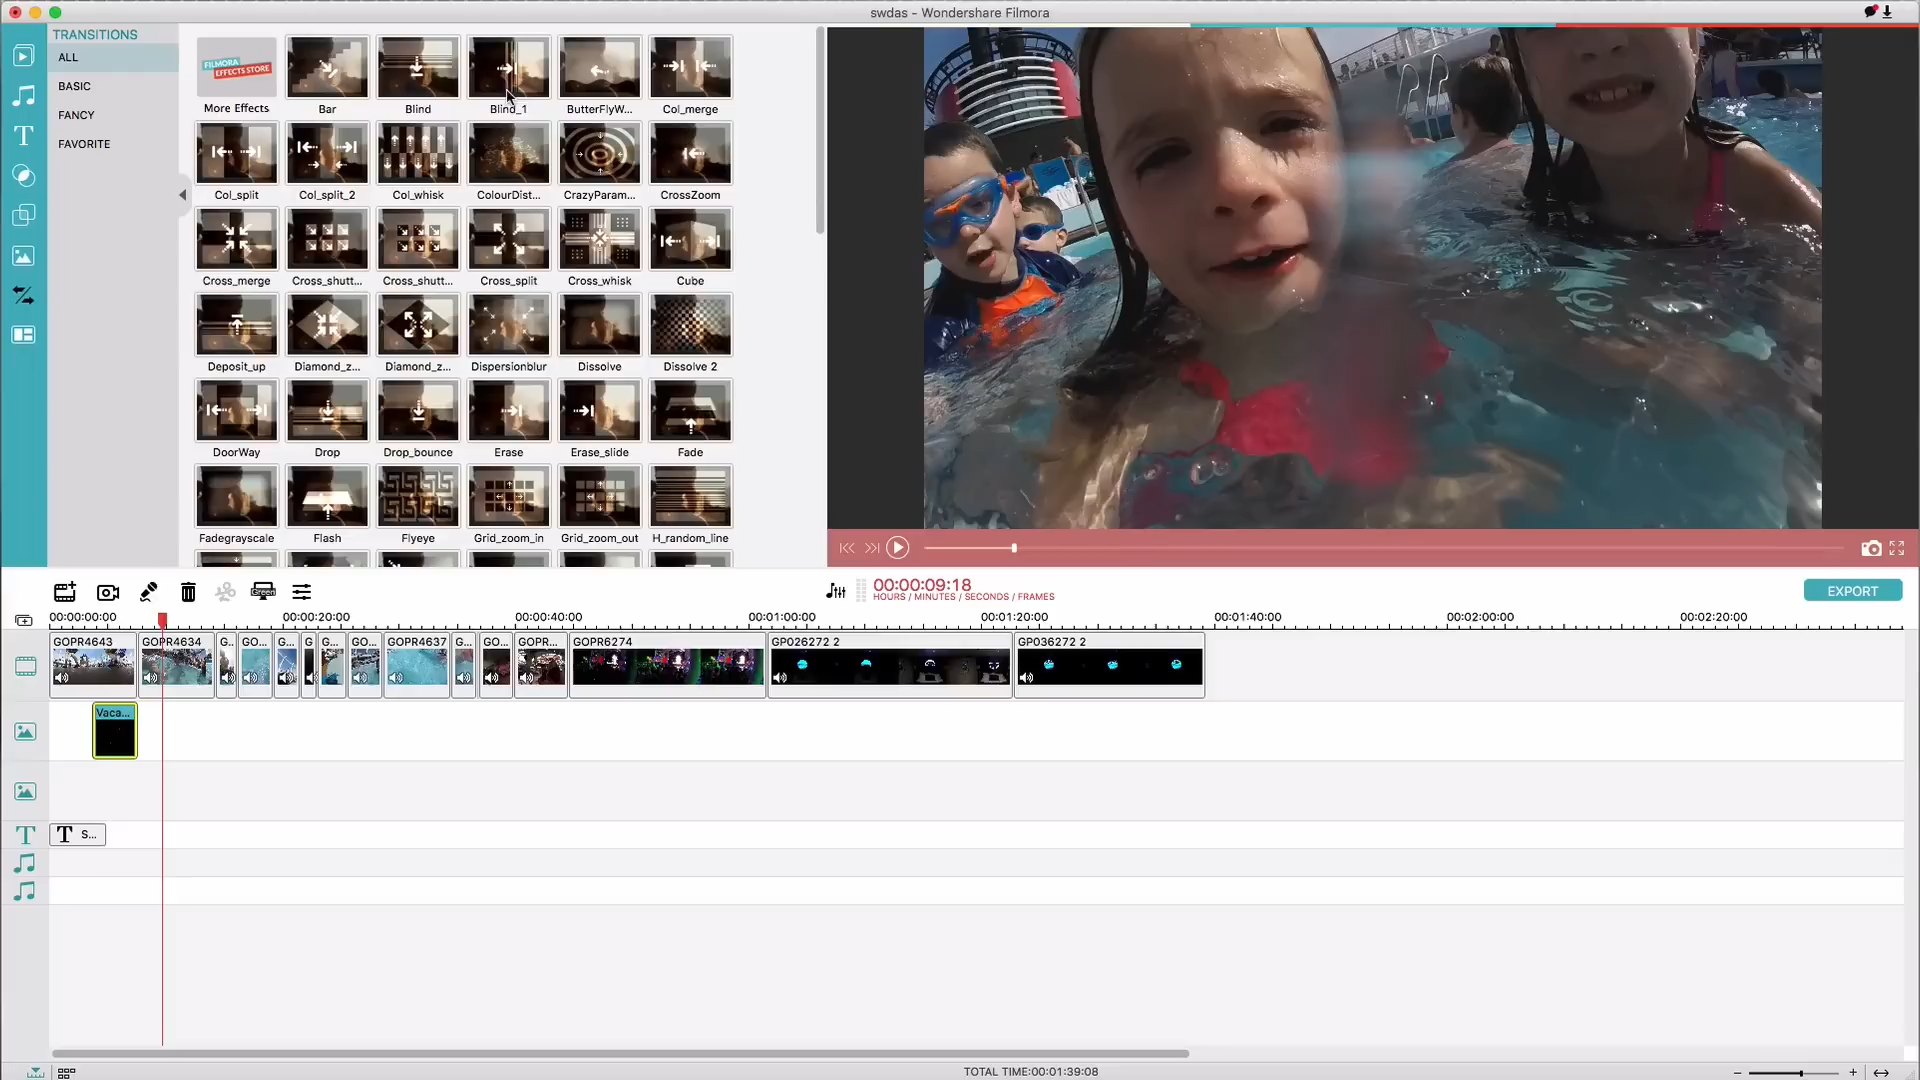 swdas - Wondershare Filmora
TRANSITIONS
ALL
BASIC
FANCY
FAVORITE
FILMORA
EFFECTS STORE
More Effects
Bar
Blind
Blind_1
ButterFlyW...
Col_merge
Col_split
Col_split_2
Col_whisk
ColourDist...
CrazyParam...
CrossZoom
Cross_merge
Cross_shutt...
Cross_shutt...
Cross_split
Cross_whisk
Cube
Deposit_up
Diamond_z...
Diamond_z...
Dispersionblur
Dissolve
Dissolve 2
DoorWay
Drop
Drop_bounce
Erase
Erase_slide
Fade
Fadegrayscale
Flash
Flyeye
Grid_zoom_in
Grid_zoom_out
H_random_line
Green
00:00:09:18
HOURS / MINUTES / SECONDS / FRAMES
EXPORT
00:00:00:00
00:00:20:00
00:00:40:00
00:01:00:00
00:01:20:00
00:01:40:00
00:02:00:00
00:02:20:00
GOPR4643
GOPR4634
G...
GO...
G...
G
G...
GO...
GOPR4637
G...
GO...
GOPR...
GOPR6274
GP026272 2
GP036272 2
Vaca...
T S...
TOTAL TIME:00:01:39:08